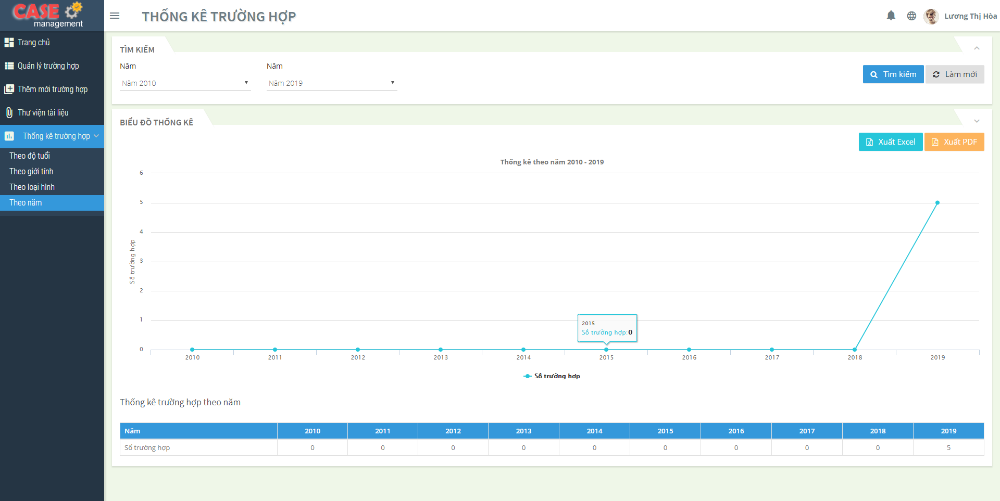 CASE
management
THỐNG KÊ TRƯỜNG HỢP
Lương Thị Hòa
Trang chủ
Quản lý trường hợp
Thêm mới trường hợp
Thư viện tài liệu
Thống kê trường hợp
Theo độ tuổi
Theo giới tính
Theo loại hình
Theo năm
TÌM KIẾM
Năm
Năm
Năm 2010
Năm 2019
Tìm kiếm
Làm mới
BIỂU ĐỒ THỐNG KÊ
Xuất Excel
Xuất PDF
Thống kê theo năm 2010 - 2019
6
5
4
3
2
1
0
Số trường hợp
2015
Số trường hợp: 0
2010 2011 2012 2013 2014 2015 2016 2017 2018 2019
Số trường hợp
Thống kê trường hợp theo năm
Năm 2010 2011 2012 2013 2014 2015 2016 2017 2018 2019
Số trường hợp 0 0 0 0 0 0 0 0 0 5